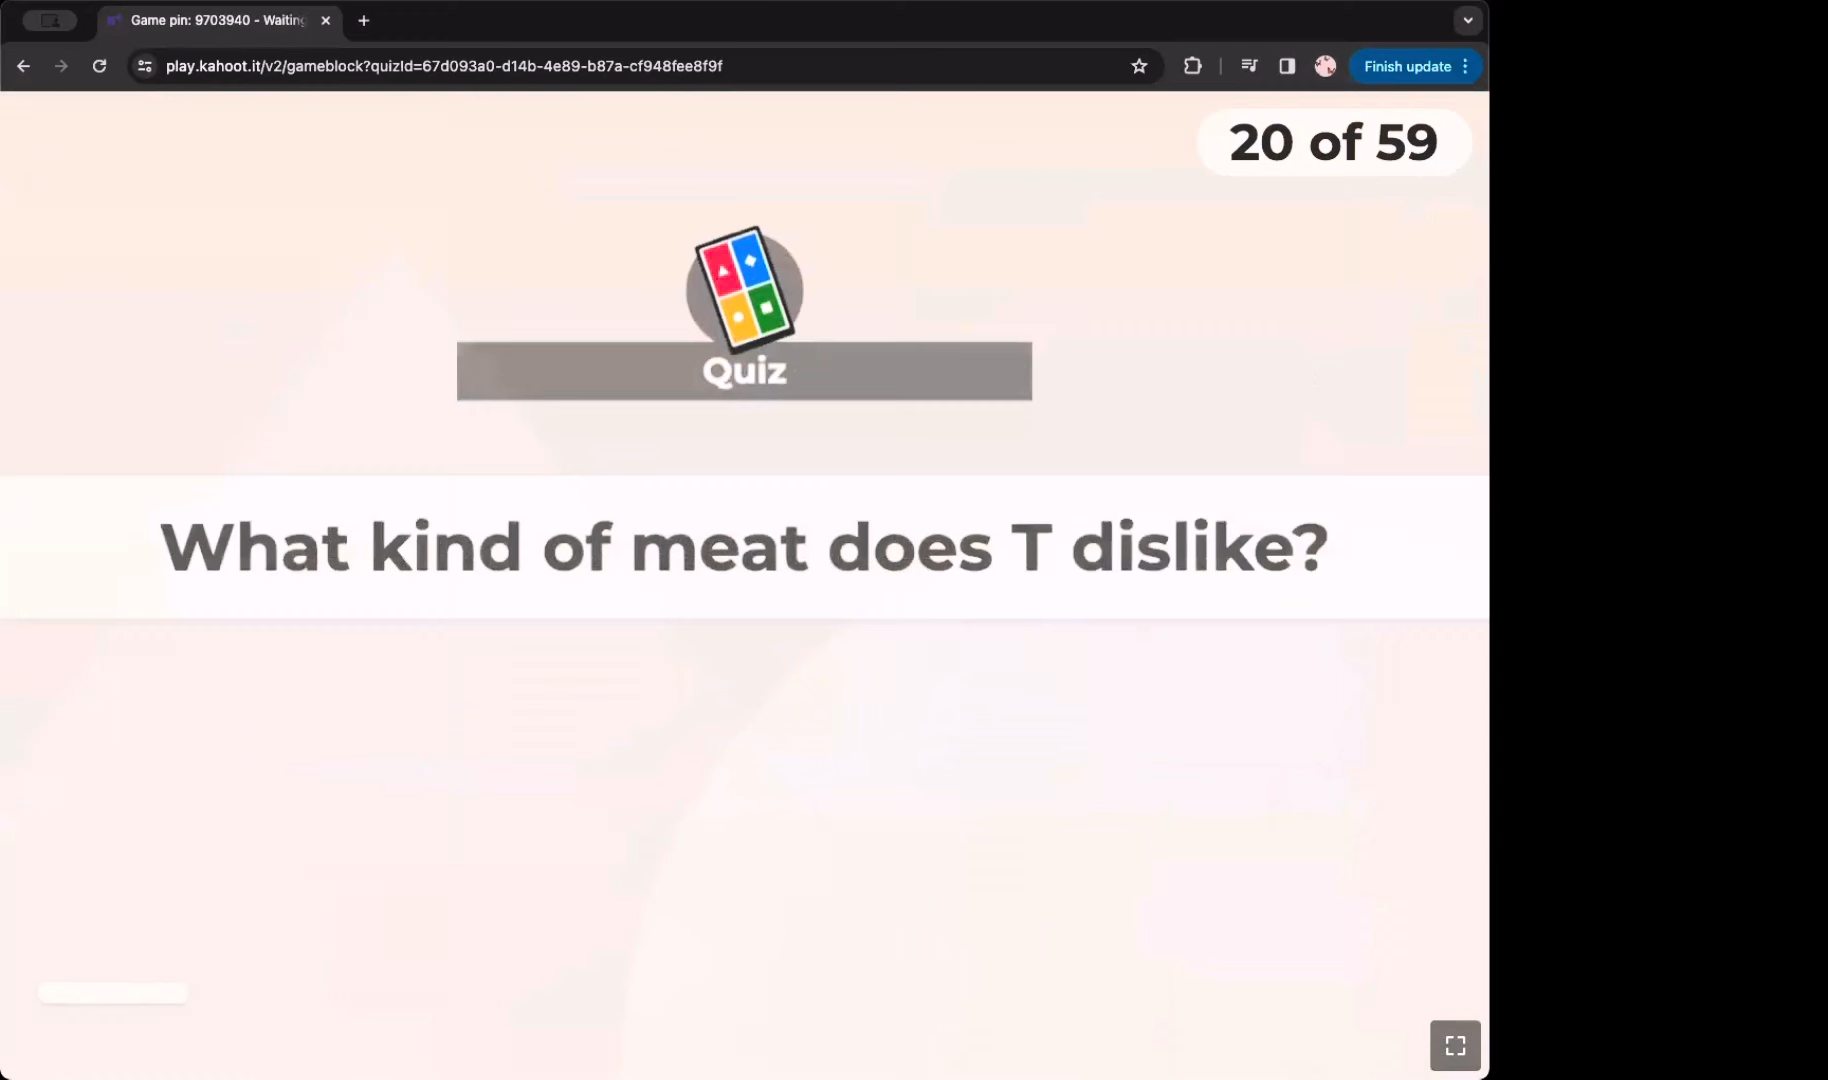 Game pin: 9703940 - Waiting
play.kahoot.it/v2/gameblock?quizId=67d093a0-d14b-4e89-b87a-cf948fee8f9f
Finish update
20 of 59
Quiz
What kind of meat does T dislike?